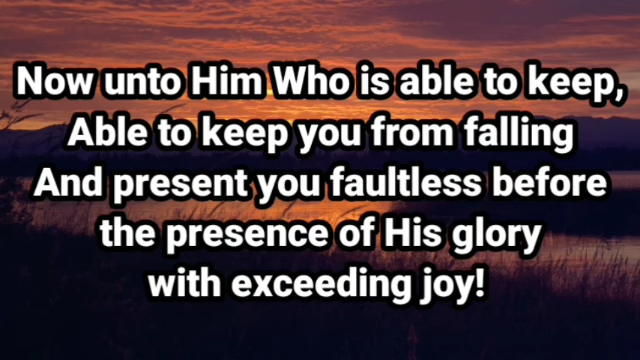 Now unto Him Who is able to keep,
Able to keep you from falling
And present you faultless before
the presence of His glory
with exceeding joy!